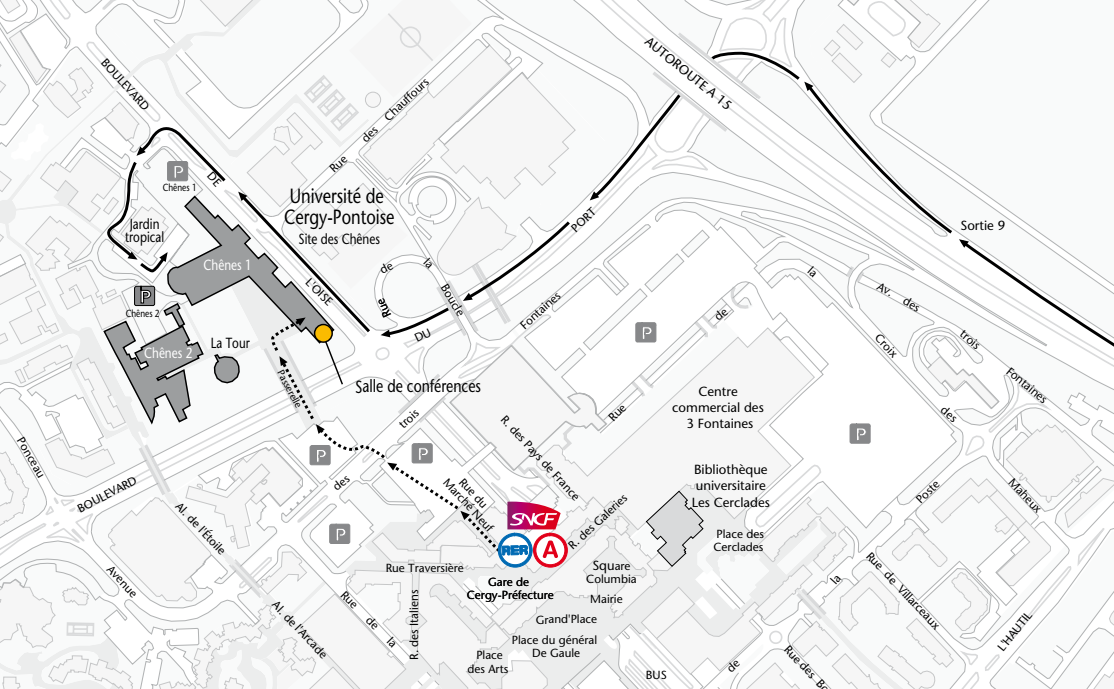 BOULEVARD
DE
L'OISE
AUTOROUTE A 15
Sortie 9
Rue des Chauffours
P
Chênes 1
Université de
Cergy-Pontoise
Site des Chênes
Jardin
tropical
Chênes 1
P
Chênes 2
Chênes 2
La Tour
Salle de conférences
Passerelle
Rue de la Boucle
BOULEVARD
DU
PORT
Av. des trois Fontaines
la Croix des
Maheux
des trois Fontaines
P
Rue de
Centre
commercial des
3 Fontaines
P
Bibliothèque
universitaire
Les Cerclades
Place des
Cerclades
R. des Pays de France
Rue du
Marché Neuf
P
P
P
SNCF
RER
A
Gare de
Cergy-Préfecture
R. des Galeries
Square
Columbia
Mairie
Grand'Place
Place du général
De Gaule
Place
des Arts
BUS
Rue Traversière
R. des Italiens
Rue de la
Ponceau
Al. de l'Étoile
Avenue
Al. de l'Arcade
de la Poste
Rue de Villarceaux
Rue des
L'HAUTIL